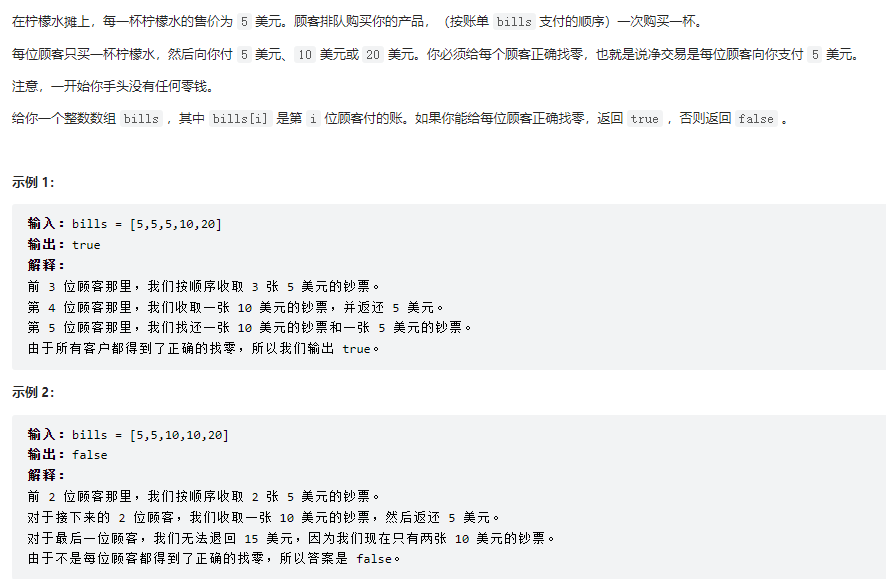 在柠檬水摊上，每一杯柠檬水的售价为 5 美元。顾客排队购买你的产品，（按账单 bills 支付的顺序）一次购买一杯。
每位顾客只买一杯柠檬水，然后向你付 5 美元、10 美元或 20 美元。你必须给每个顾客正确找零，也就是说净交易是每位顾客向你支付 5 美元。
注意，一开始你手头没有任何零钱。
给你一个整数数组 bills ，其中 bills[i] 是第 i 位顾客付的账。如果你能给每位顾客正确找零，返回 true ，否则返回 false 。
示例 1：
输入：bills = [5,5,5,10,20]
输出：true
解释：
前 3 位顾客那里，我们按顺序收取 3 张 5 美元的钞票。
第 4 位顾客那里，我们收取一张 10 美元的钞票，并返还 5 美元。
第 5 位顾客那里，我们找还一张 10 美元的钞票和一张 5 美元的钞票。
由于所有客户都得到了正确的找零，所以我们输出 true。
示例 2：
输入：bills = [5,5,10,10,20]
输出：false
解释：
前 2 位顾客那里，我们按顺序收取 2 张 5 美元的钞票。
对于接下来的 2 位顾客，我们收取一张 10 美元的钞票，然后返还 5 美元。
对于最后一位顾客，我们无法退回 15 美元，因为我们现在只有两张 10 美元的钞票。
由于不是每位顾客都得到了正确的找零，所以答案是 false。